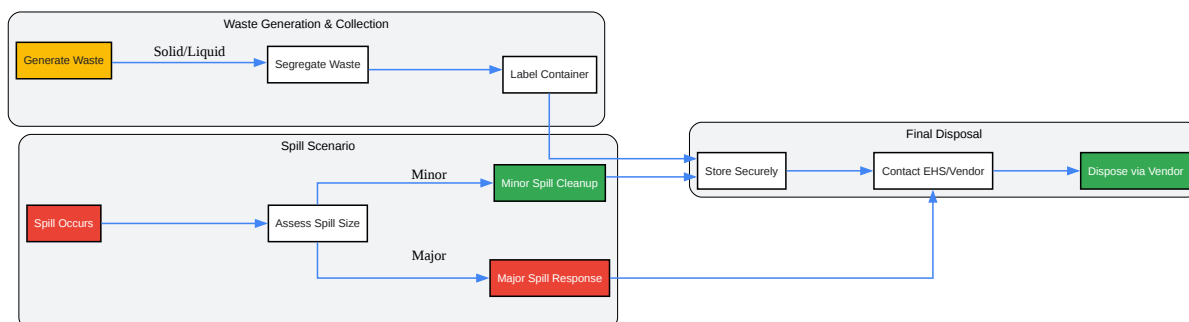 Waste Generation & Collection
Generate Waste
Solid/Liquid
Segregate Waste
Label Container
Spill Scenario
Spill Occurs
Assess Spill Size
Minor
Minor Spill Cleanup
Major
Major Spill Response
Final Disposal
Store Securely
Contact EHS/Vendor
Dispose via Vendor